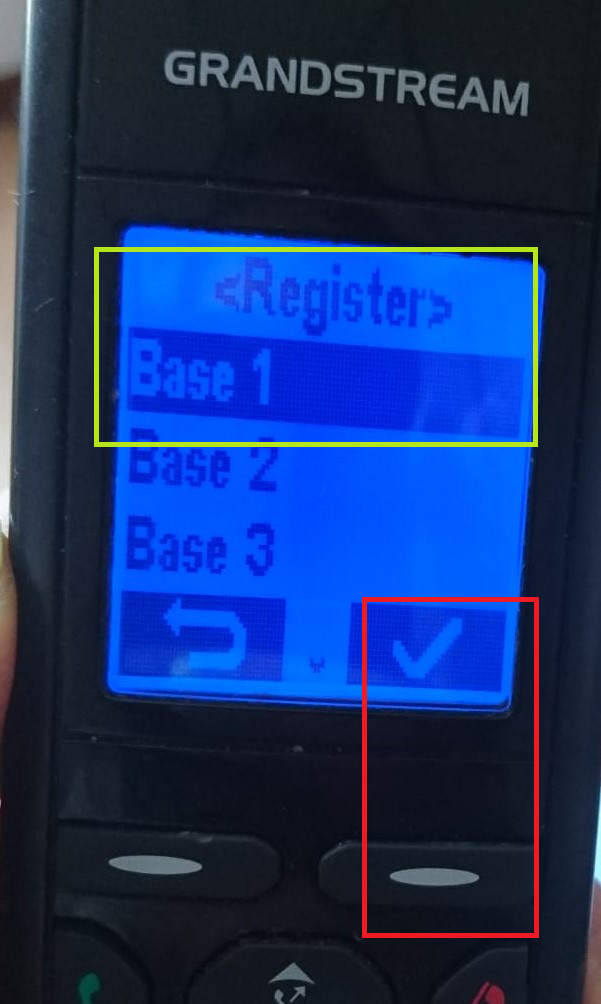 GRANDSTREAM
<Register>
Base 1
Base 2
Base 3